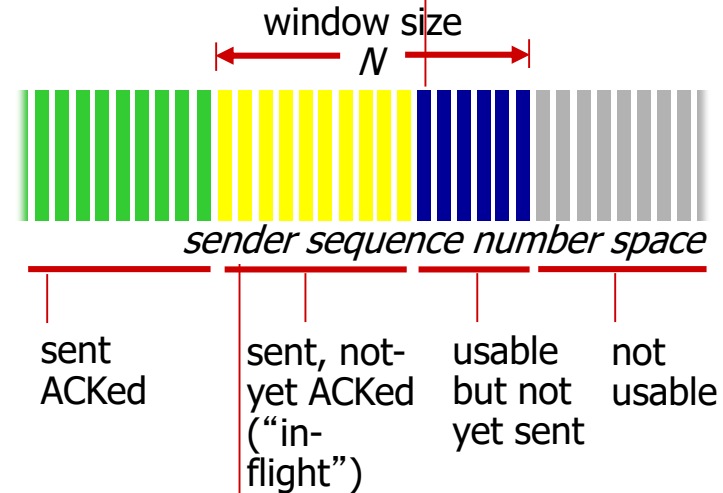 window size
N
sender sequence number space
sent
ACKed
sent, not-
yet ACKed
(“in-
flight”)
usable
but not
yet sent
not
usable